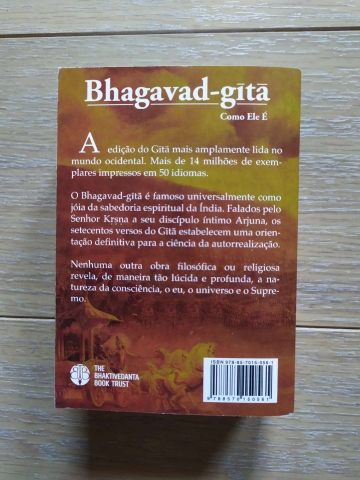 Bhagavad-gītā
Como Ele É
A edição do Gītā mais amplamente lida no
mundo ocidental. Mais de 14 milhões de exem-
plares impressos em 50 idiomas.
O Bhagavad-gītā é famoso universalmente como
jóia da sabedoria espiritual da Índia. Falados pelo
Senhor Kṛṣṇa a seu discípulo íntimo Arjuna, os
setecentos versos do Gītā estabelecem uma orien-
tação definitiva para a ciência da autorrealização.
Nenhuma outra obra filosófica ou religiosa
revela, de maneira tão lúcida e profunda, a na-
tureza da consciência, o eu, o universo e o Supre-
mo.
THE
BHAKTIVEDANTA
BOOK TRUST